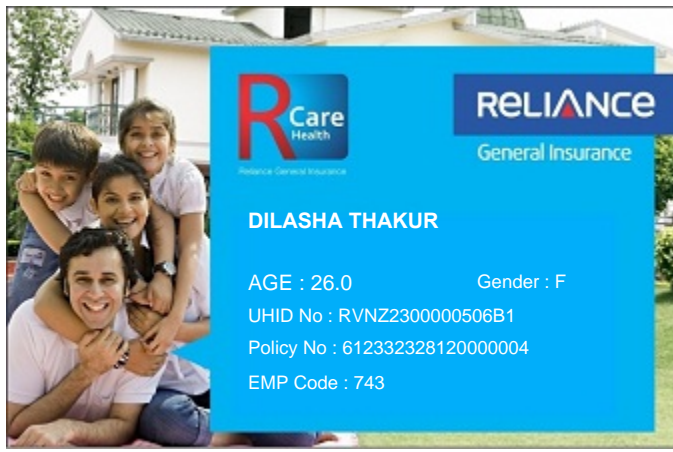 R Care
Health
Reliance General Insurance
RELIANCE
General Insurance
DILASHA THAKUR
AGE : 26.0 Gender : F
UHID No : RVNZ2300000506B1
Policy No : 612332328120000004
EMP Code : 743